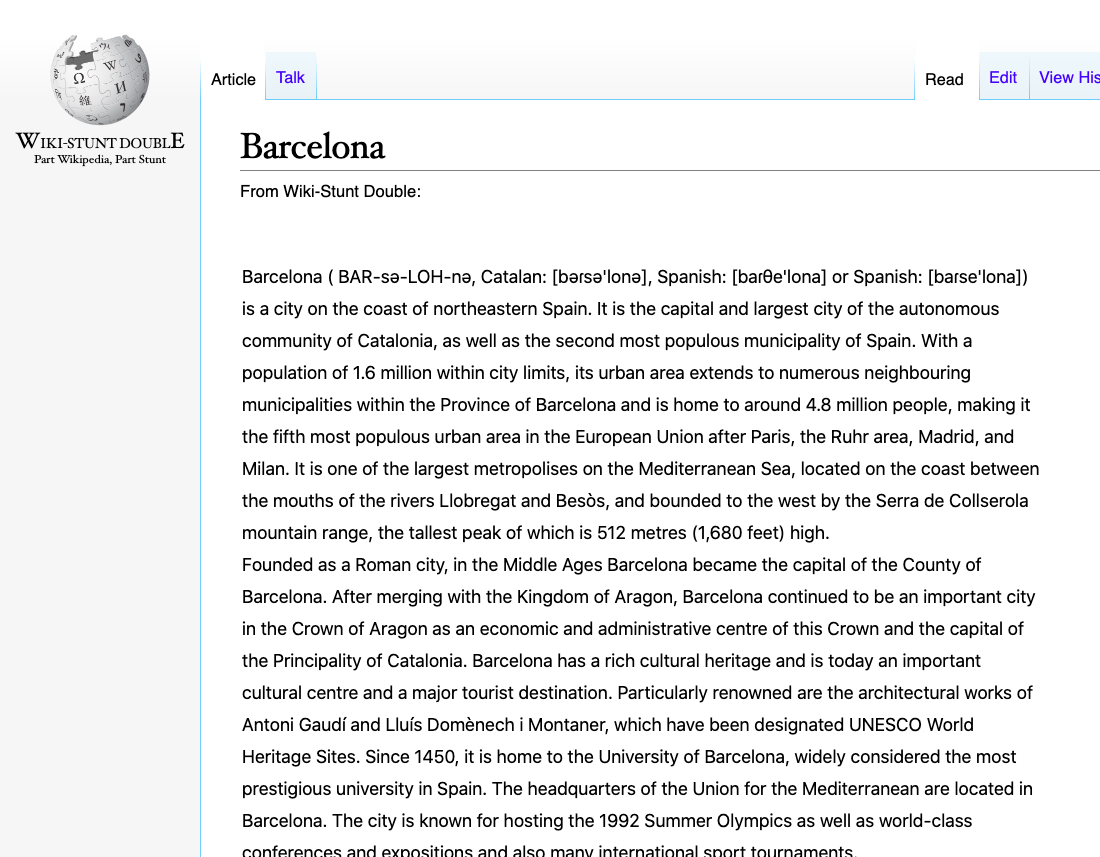 WIKI-STUNT DOUBLE
Part Wikipedia, Part Stunt
Article Talk Read Edit View His
Barcelona
From Wiki-Stunt Double:
Barcelona ( BAR-sə-LOH-nə, Catalan: [bəɾsə'lonə], Spanish: [baɾθe'lona] or Spanish: [baɾse'lona])
is a city on the coast of northeastern Spain. It is the capital and largest city of the autonomous
community of Catalonia, as well as the second most populous municipality of Spain. With a
population of 1.6 million within city limits, its urban area extends to numerous neighbouring
municipalities within the Province of Barcelona and is home to around 4.8 million people, making it
the fifth most populous urban area in the European Union after Paris, the Ruhr area, Madrid, and
Milan. It is one of the largest metropolises on the Mediterranean Sea, located on the coast between
the mouths of the rivers Llobregat and Besòs, and bounded to the west by the Serra de Collserola
mountain range, the tallest peak of which is 512 metres (1,680 feet) high.
Founded as a Roman city, in the Middle Ages Barcelona became the capital of the County of
Barcelona. After merging with the Kingdom of Aragon, Barcelona continued to be an important city
in the Crown of Aragon as an economic and administrative centre of this Crown and the capital of
the Principality of Catalonia. Barcelona has a rich cultural heritage and is today an important
cultural centre and a major tourist destination. Particularly renowned are the architectural works of
Antoni Gaudí and Lluís Domènech i Montaner, which have been designated UNESCO World
Heritage Sites. Since 1450, it is home to the University of Barcelona, widely considered the most
prestigious university in Spain. The headquarters of the Union for the Mediterranean are located in
Barcelona. The city is known for hosting the 1992 Summer Olympics as well as world-class
conferences and expositions and also many international sport tournaments.